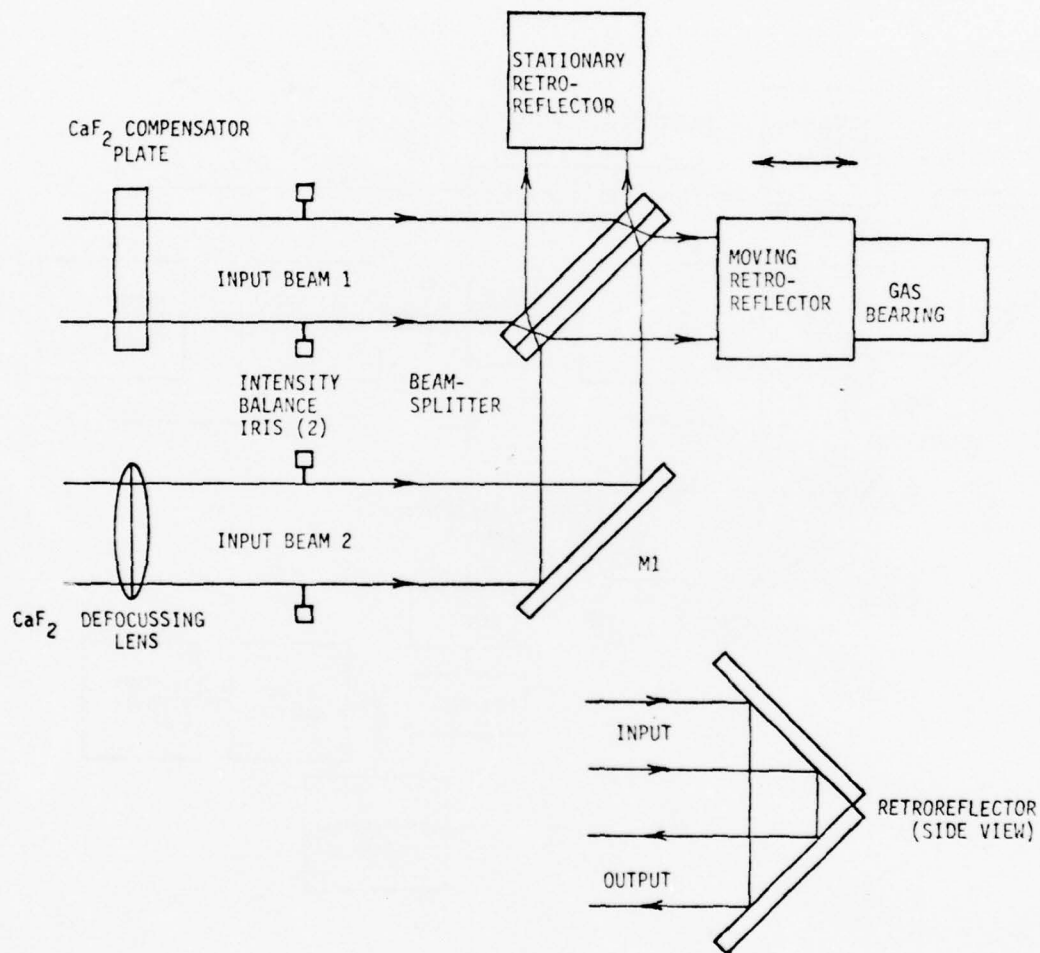 STATIONARY
RETRO-
REFLECTOR
CaF2 COMPENSATOR
PLATE
INPUT BEAM 1
MOVING
RETRO-
REFLECTOR
GAS
BEARING
INTENSITY
BALANCE
IRIS (2)
BEAM-
SPLITTER
INPUT BEAM 2
M1
CaF2 DEFOCUSSING
LENS
INPUT
RETROREFLECTOR
(SIDE VIEW)
OUTPUT